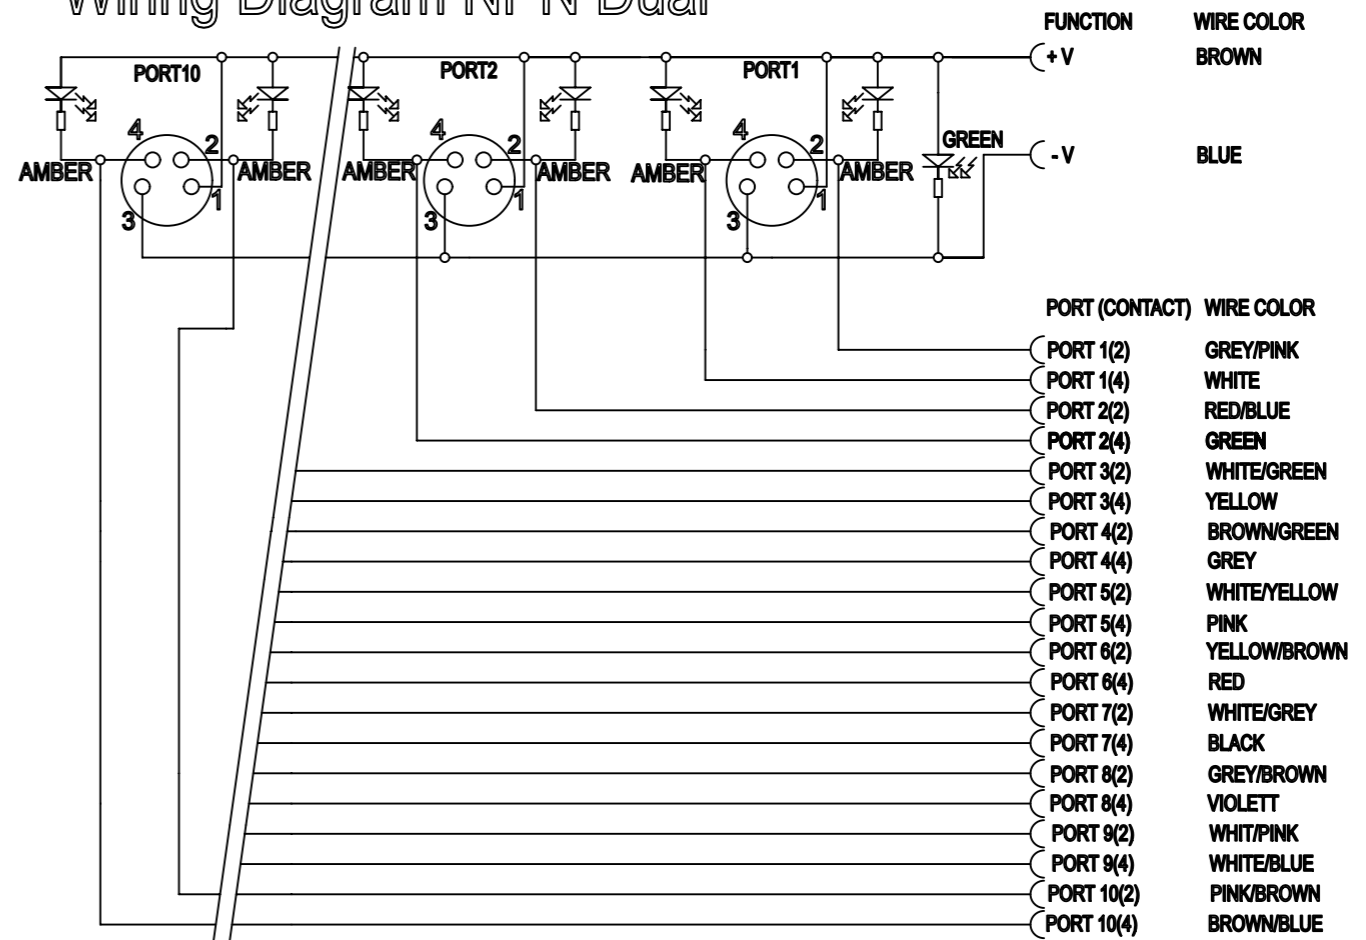 Wiring Diagram NPN Dual
FUNCTION WIRE COLOR
+ V BROWN
PORT10 PORT2 PORT1
4 2 4 2 4 2
GREEN
- V BLUE
AMBER AMBER AMBER AMBER AMBER AMBER
3 1 3 1 3 1
PORT (CONTACT) WIRE COLOR
PORT 1(2) GREY/PINK
PORT 1(4) WHITE
PORT 2(2) RED/BLUE
PORT 2(4) GREEN
PORT 3(2) WHITE/GREEN
PORT 3(4) YELLOW
PORT 4(2) BROWN/GREEN
PORT 4(4) GREY
PORT 5(2) WHITE/YELLOW
PORT 5(4) PINK
PORT 6(2) YELLOW/BROWN
PORT 6(4) RED
PORT 7(2) WHITE/GREY
PORT 7(4) BLACK
PORT 8(2) GREY/BROWN
PORT 8(4) VIOLETT
PORT 9(2) WHIT/PINK
PORT 9(4) WHITE/BLUE
PORT 10(2) PINK/BROWN
PORT 10(4) BROWN/BLUE